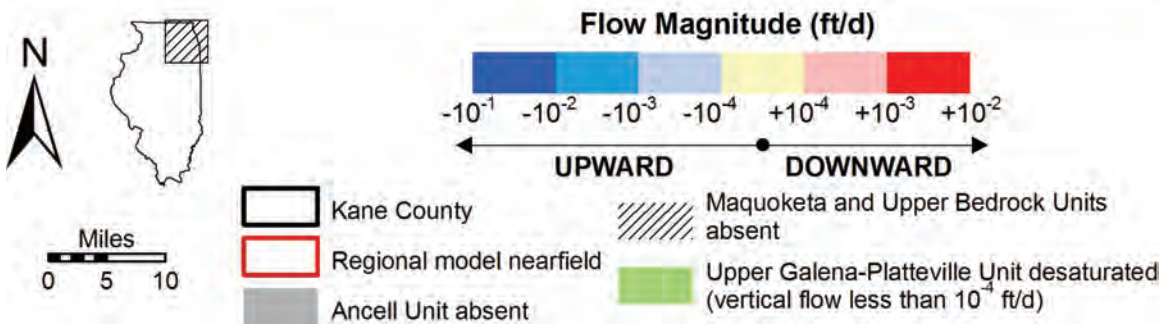 Flow Magnitude (ft/d)
N
-10⁻¹ -10⁻² -10⁻³ -10⁻⁴ +10⁻⁴ +10⁻³ +10⁻²
UPWARD DOWNWARD
Kane County
Regional model nearfield
Ancell Unit absent
Maquoketa and Upper Bedrock Units
absent
Upper Galena-Platteville Unit desaturated
(vertical flow less than 10⁻⁴ ft/d)
Miles
0 5 10